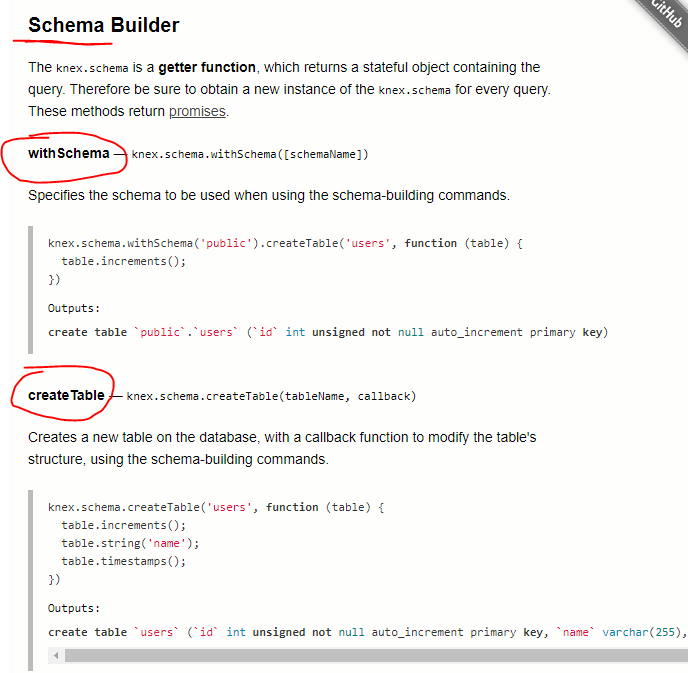 GitHub
Schema Builder
The knex.schema is a getter function, which returns a stateful object containing the
query. Therefore be sure to obtain a new instance of the knex.schema for every query.
These methods return promises.
withSchema — knex.schema.withSchema([schemaName])
Specifies the schema to be used when using the schema-building commands.
knex.schema.withSchema('public').createTable('users', function (table) {
  table.increments();
})
Outputs:
create table `public`.`users` (`id` int unsigned not null auto_increment primary key)
createTable — knex.schema.createTable(tableName, callback)
Creates a new table on the database, with a callback function to modify the table's
structure, using the schema-building commands.
knex.schema.createTable('users', function (table) {
  table.increments();
  table.string('name');
  table.timestamps();
})
Outputs:
create table `users` (`id` int unsigned not null auto_increment primary key, `name` varchar(255),